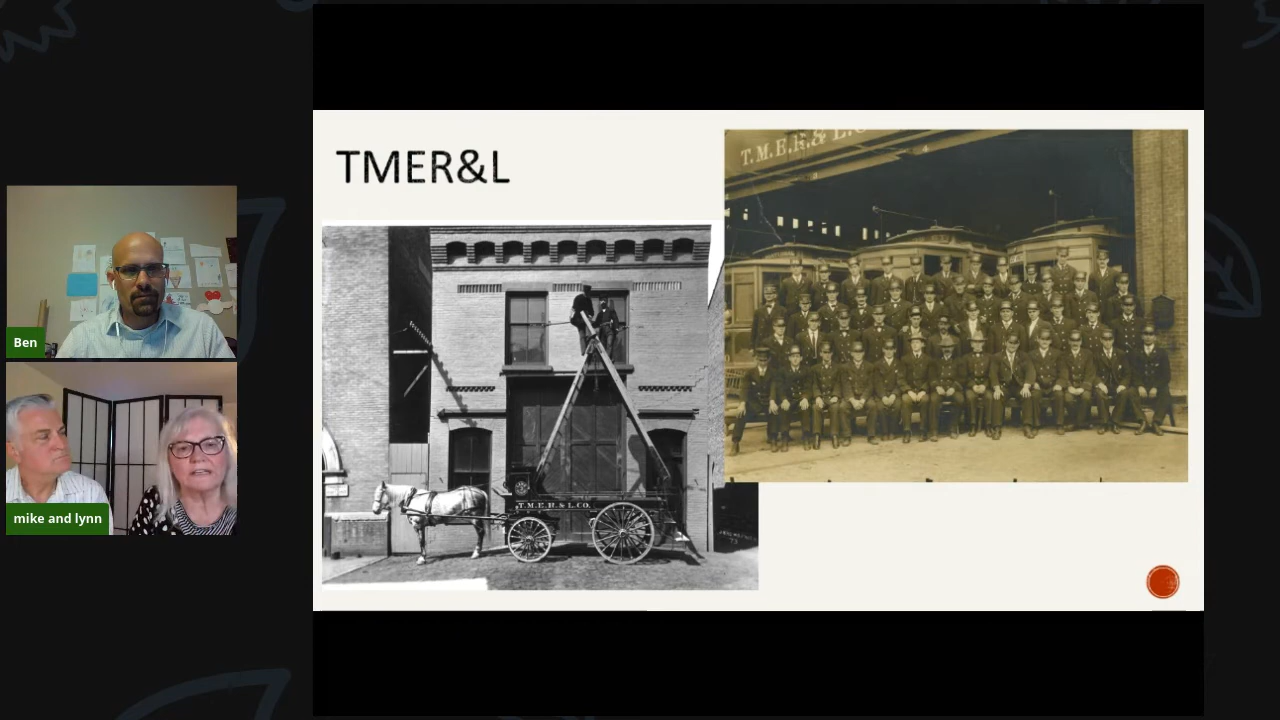 TMER&L
T.M.E.R.& L.C
T.M.E.R. & L.CO.
Ben
mike and lynn